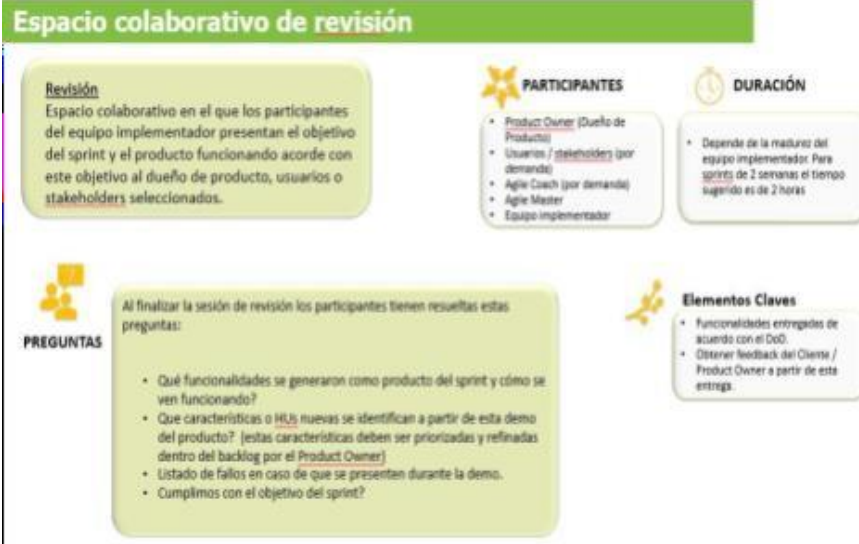 Espacio colaborativo de revisión
Revisión
Espacio colaborativo en el que los participantes
del equipo implementador presentan el objetivo
del sprint y el producto funcionando acorde con
este objetivo al dueño de producto, usuarios o
stakeholders seleccionados.
PARTICIPANTES
• Product Owner (Dueño de
Producto)
• Usuarios / stakeholders (por
demanda)
• Agile Coach (por demanda)
• Agile Master
• Equipo implementador
DURACIÓN
• Depende de la madurez del
equipo implementador. Para
sprints de 2 semanas el tiempo
sugerido es de 2 horas
?
PREGUNTAS
Al finalizar la sesión de revisión los participantes tienen resueltas estas
preguntas:
• Qué funcionalidades se generaron como producto del sprint y cómo se
ven funcionando?
• Que características o HUs nuevas se identifican a partir de esta demo
del producto? (estas características deben ser priorizadas y refinadas
dentro del backlog por el Product Owner)
• Listado de fallos en caso de que se presenten durante la demo.
• Cumplimos con el objetivo del sprint?
Elementos Claves
• Funcionalidades entregadas de
acuerdo con el DoD.
• Obtener feedback del Cliente /
Product Owner a partir de esta
entrega.